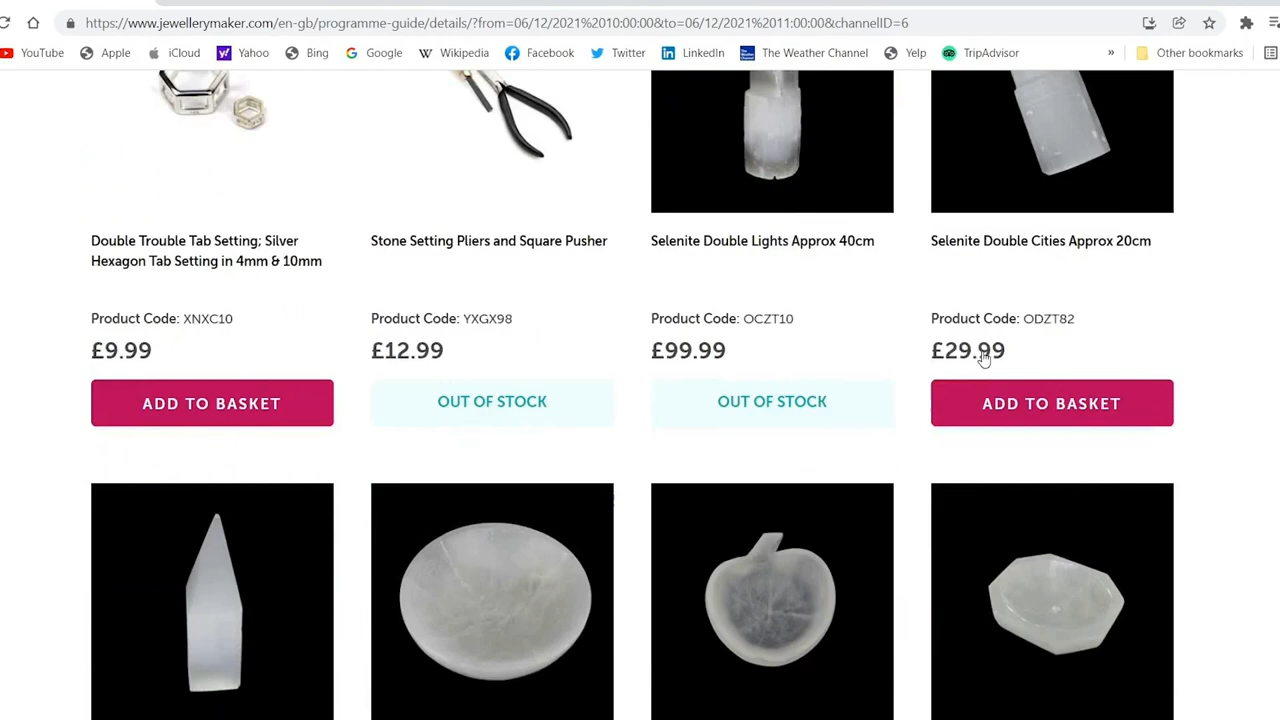 https://www.jewellerymaker.com/en-gb/programme-guide/details/?from=06/12/2021%2010:00:00&to=06/12/2021%2011:00:00&channelID=6
YouTube Apple iCloud Yahoo Bing Google Wikipedia Facebook Twitter LinkedIn The Weather Channel Yelp TripAdvisor » Other bookmarks
Double Trouble Tab Setting; Silver
Hexagon Tab Setting in 4mm & 10mm
Product Code: XNXC10
£9.99
ADD TO BASKET
Stone Setting Pliers and Square Pusher
Product Code: YXGX98
£12.99
OUT OF STOCK
Selenite Double Lights Approx 40cm
Product Code: OCZT10
£99.99
OUT OF STOCK
Selenite Double Cities Approx 20cm
Product Code: ODZT82
£29.99
ADD TO BASKET